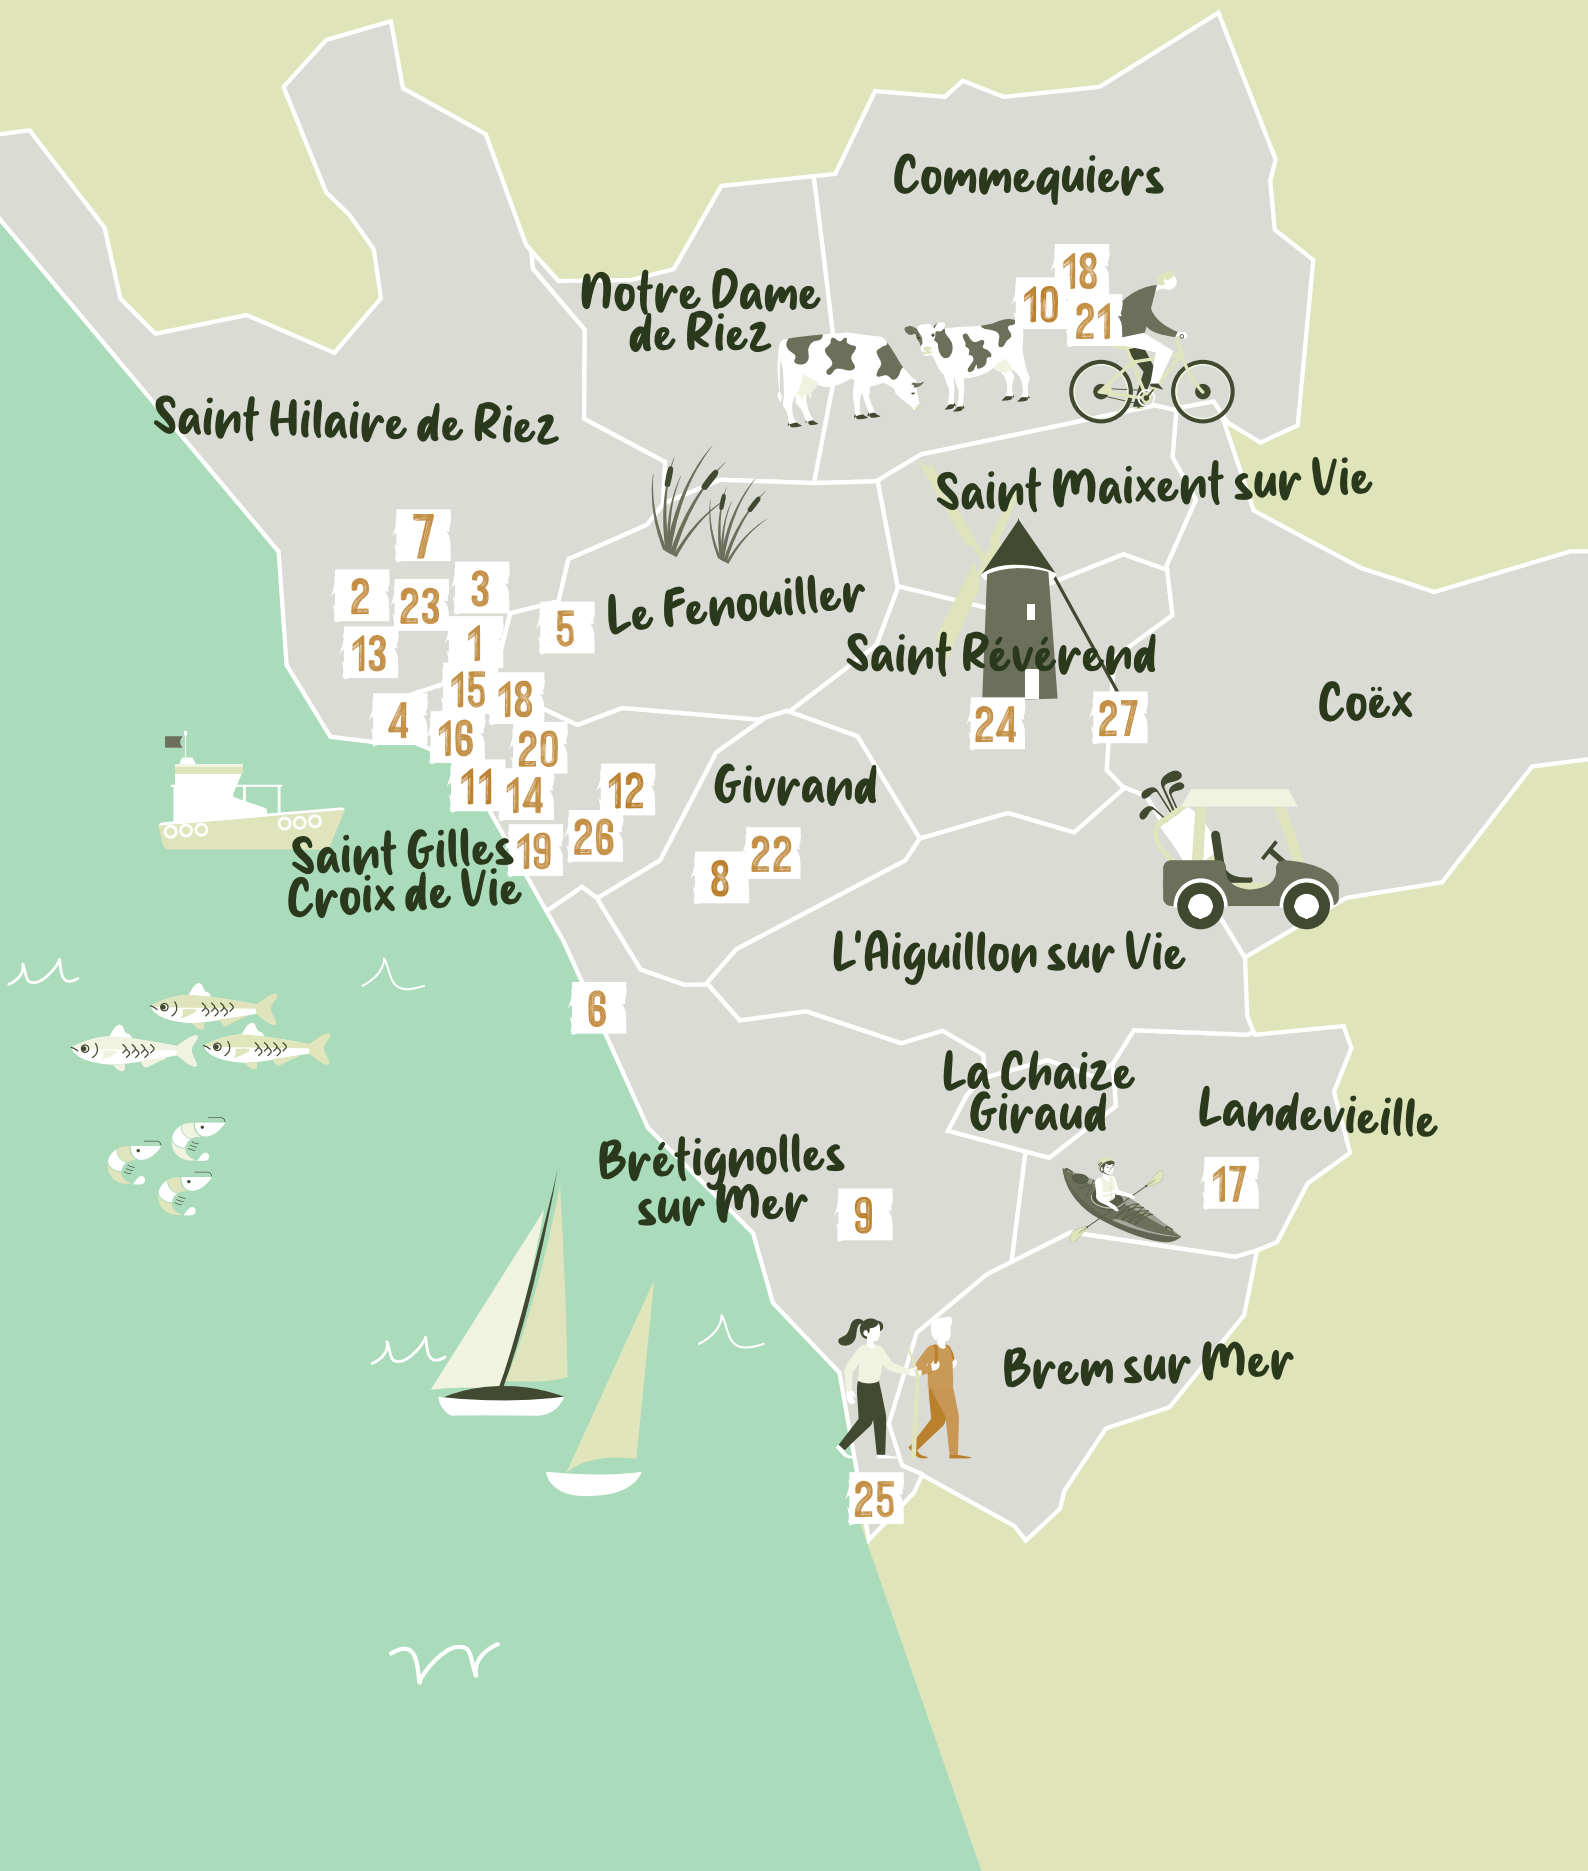 Commequiers
18
10
21
Notre Dame
de Riez
Saint Hilaire de Riez
Saint Maixent sur Vie
7
2
23
3
5
Le Fenouiller
13
1
Saint Révérend
15
18
4
16
20
24
27
Coëx
11
14
12
Givrand
Saint Gilles
Croix de Vie
19
26
8
22
L'Aiguillon sur Vie
6
La Chaize
Giraud
Landevieille
Brétignolles
sur Mer
9
17
Brem sur Mer
25